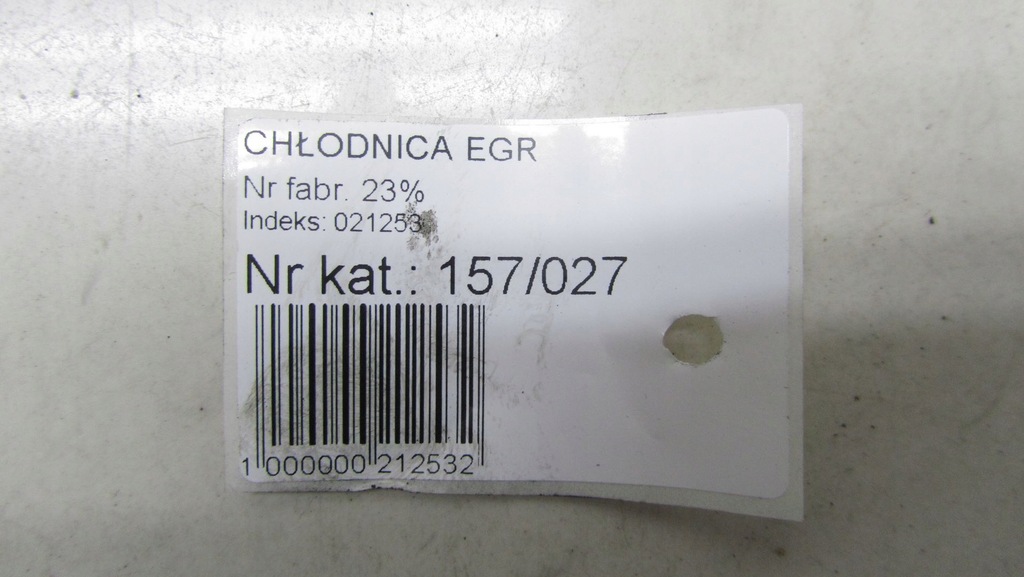 CHŁODNICA EGR
Nr fabr. 23%
Indeks: 021253
Nr kat.: 157/027
1 000000 212532